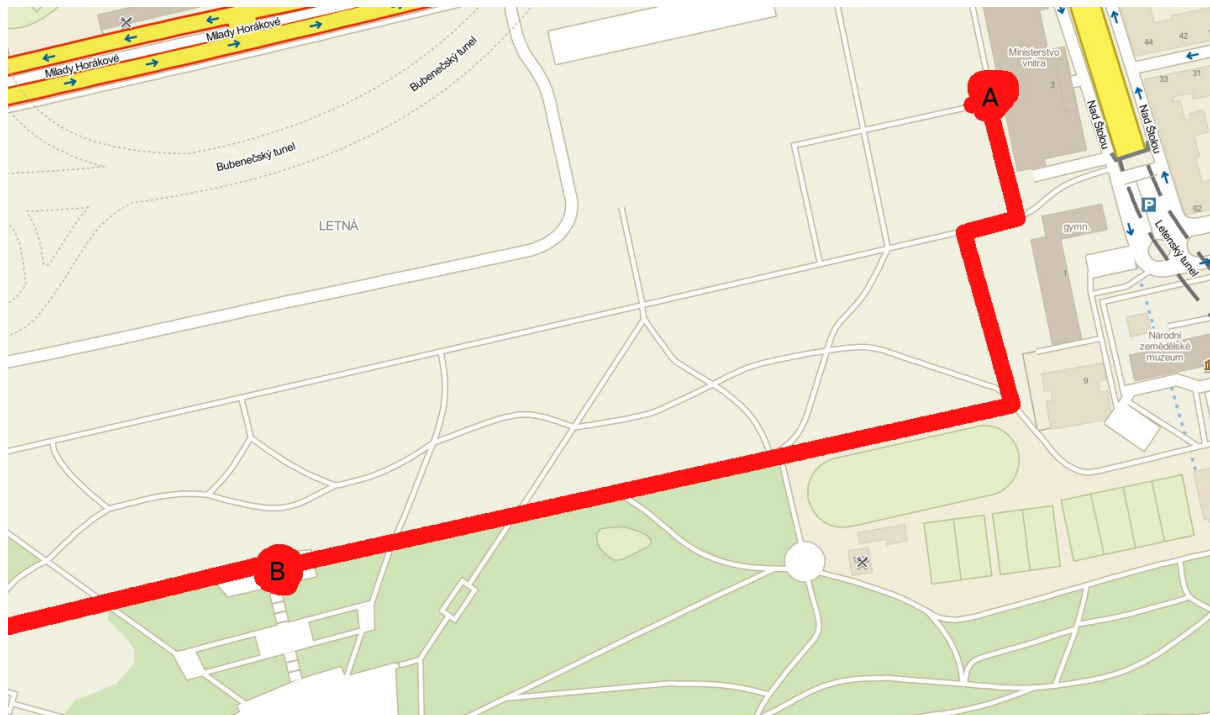 Milady Horákové
Milady Horákové
Bubenečský tunel
Bubenečský tunel
LETNÁ
A
Ministerstvo
vnitra
3
44
42
33
31
Nad Štolou
Nad Štolou
P
62
gymn.
1
Letenský tunel
Národní
zemědělské
muzeum
9
B